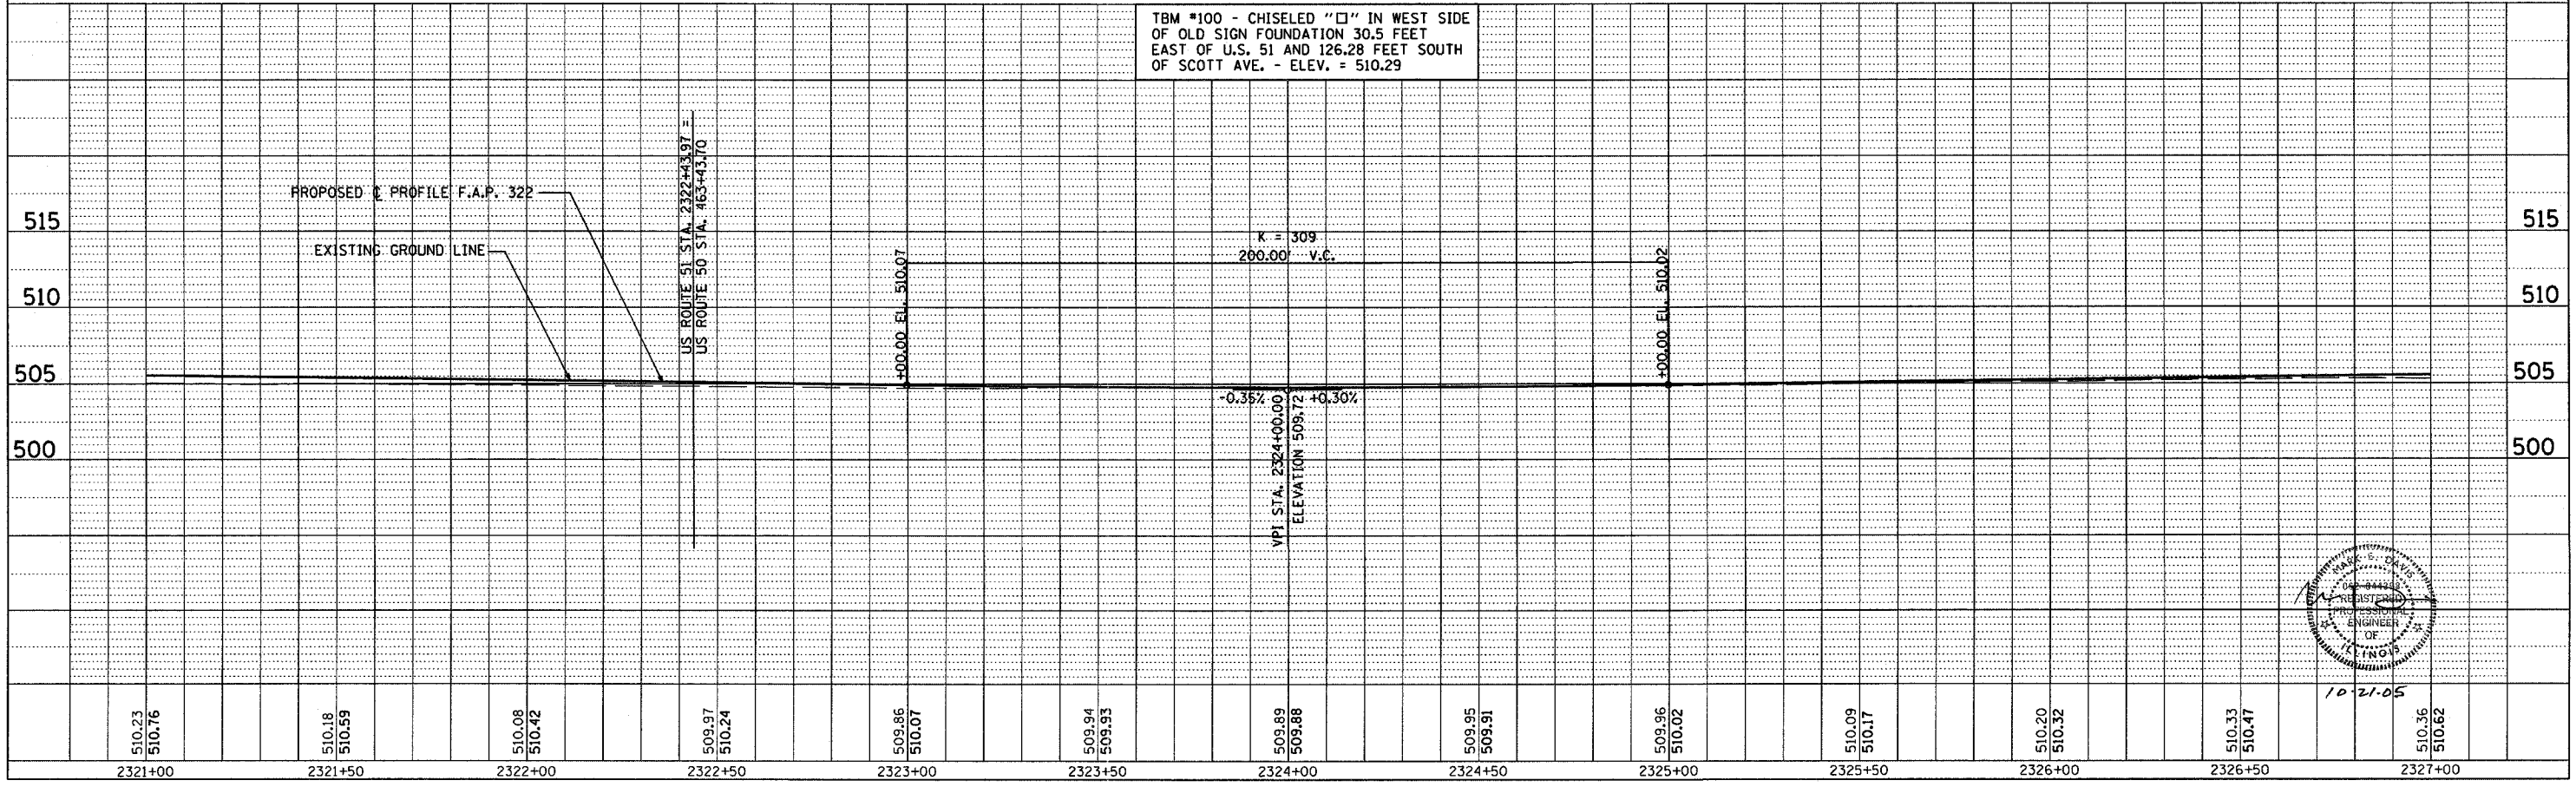 TBM #100 - CHISELED "□" IN WEST SIDE
OF OLD SIGN FOUNDATION 30.5 FEET
EAST OF U.S. 51 AND 126.28 FEET SOUTH
OF SCOTT AVE. - ELEV. = 510.29
PROPOSED ℄ PROFILE F.A.P. 322
EXISTING GROUND LINE
US ROUTE 51 STA. 2322+43.97 =
US ROUTE 50 STA. 463+43.70
+00.00 EL. 510.07
K = 309
200.00' V.C.
+00.00 EL. 510.02
515
515
510
510
505
505
500
500
-0.35%
+0.30%
VPI STA. 2324+00.00
ELEVATION 509.72
MARK E. DAVIS
REGISTERED
PROFESSIONAL
ENGINEER
OF
ILLINOIS
10-21-05
510.23
510.76
510.18
510.59
510.08
510.42
509.97
510.24
509.86
510.07
509.94
509.93
509.89
509.88
509.95
509.91
509.96
510.02
510.09
510.17
510.20
510.32
510.33
510.47
510.36
510.62
2321+00
2321+50
2322+00
2322+50
2323+00
2323+50
2324+00
2324+50
2325+00
2325+50
2326+00
2326+50
2327+00